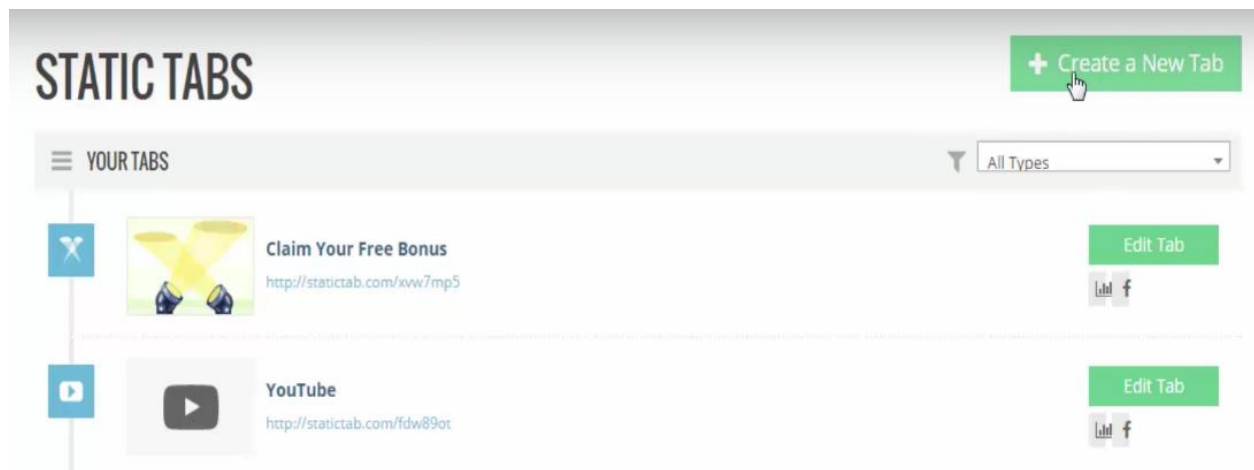 STATIC TABS
Create a New Tab
YOUR TABS
All Types
Claim Your Free Bonus
http://statictab.com/xvw7mp5
Edit Tab
YouTube
http://statictab.com/fdw89ot
Edit Tab